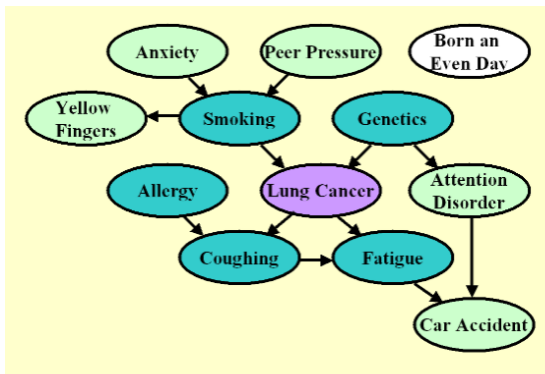 Anxiety
Peer Pressure
Born an
Even Day
Yellow
Fingers
Smoking
Genetics
Allergy
Lung Cancer
Attention
Disorder
Coughing
Fatigue
Car Accident